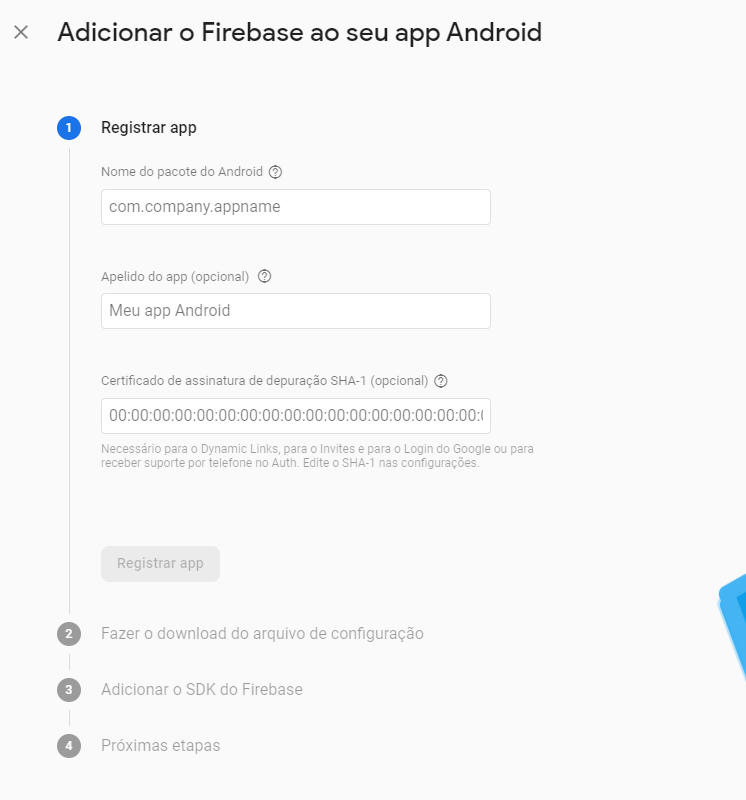 Adicionar o Firebase ao seu app Android
1 Registrar app
Nome do pacote do Android
com.company.appname
Apelido do app (opcional)
Meu app Android
Certificado de assinatura de depuração SHA-1 (opcional)
00:00:00:00:00:00:00:00:00:00:00:00:00:00:00:00:00:
Necessário para o Dynamic Links, para o Invites e para o Login do Google ou para
receber suporte por telefone no Auth. Edite o SHA-1 nas configurações.
Registrar app
2 Fazer o download do arquivo de configuração
3 Adicionar o SDK do Firebase
4 Próximas etapas